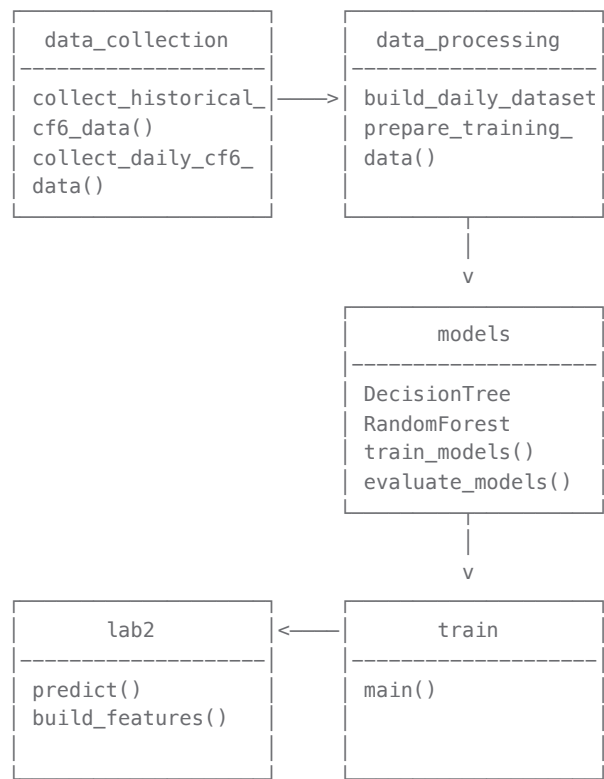 data_collection
collect_historical_
cf6_data()
collect_daily_cf6_
data()
data_processing
build_daily_dataset
prepare_training_
data()
v
models
DecisionTree
RandomForest
train_models()
evaluate_models()
v
lab2
predict()
build_features()
train
main()